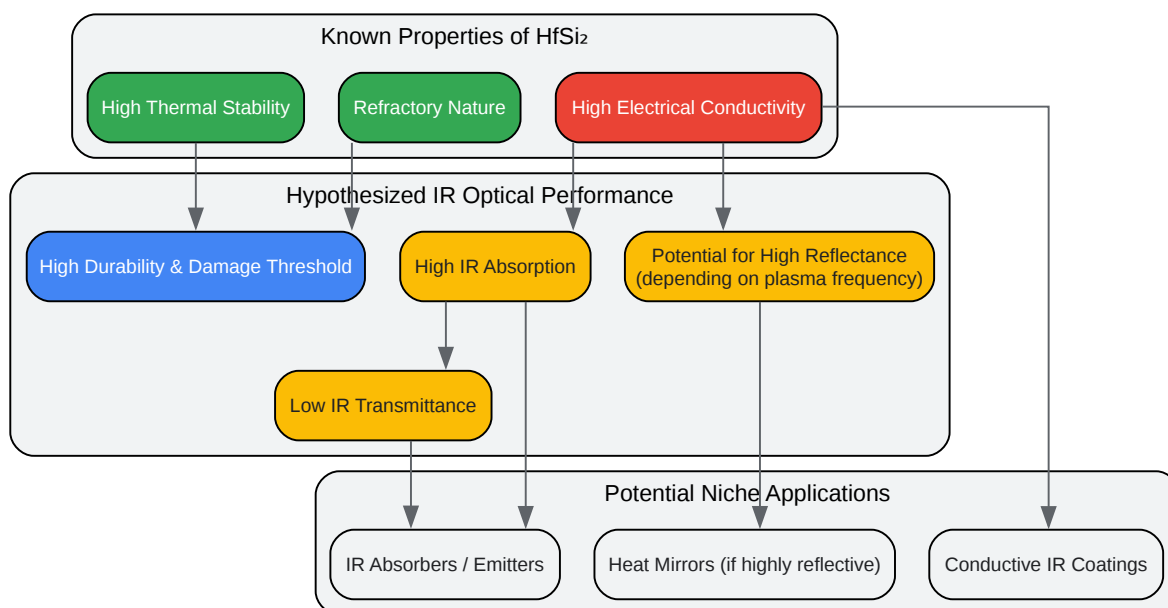 Known Properties of HfSi₂
High Thermal Stability
Refractory Nature
High Electrical Conductivity
Hypothesized IR Optical Performance
High Durability & Damage Threshold
High IR Absorption
Potential for High Reflectance
(depending on plasma frequency)
Low IR Transmittance
Potential Niche Applications
IR Absorbers / Emitters
Heat Mirrors (if highly reflective)
Conductive IR Coatings